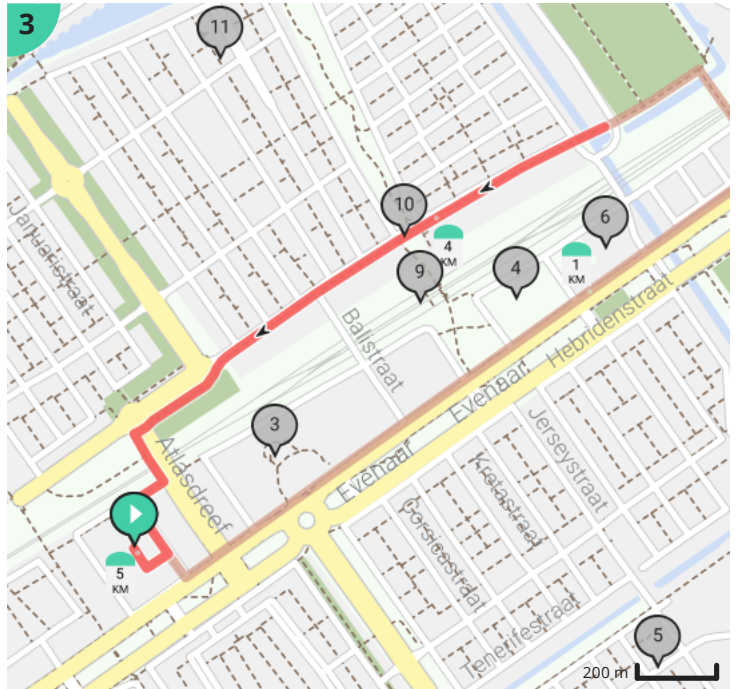 3
11
Januaristraat
10
6
4
KM
9
4
1
KM
Balistraat
Hebridenstraat
Evenaar
3
Evenaar
Atlasdreef
Jerseystraat
Kretastraat
Corsicastraat
5
KM
Tenerifestraat
5
200 m